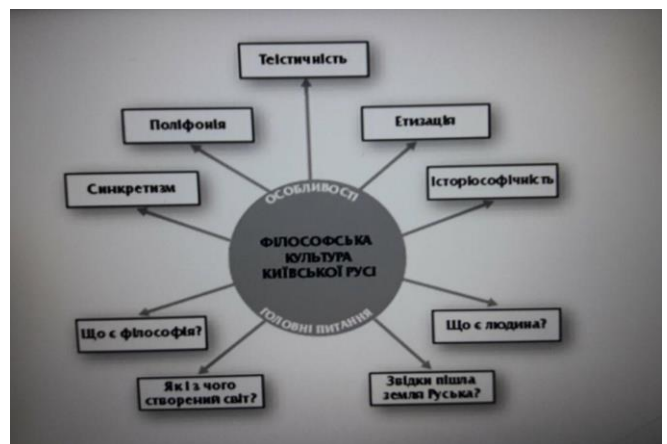 Теїстичність
Поліфонія
Етизація
Синкретизм
Історіософічність
ОСОБЛИВОСТІ
ФІЛОСОФСЬКА
КУЛЬТУРА
КИЇВСЬКОЇ РУСІ
ГОЛОВНІ ПИТАННЯ
Що є філософія?
Що є людина?
Як і з чого
створений світ?
Звідки пішла
земля Руська?